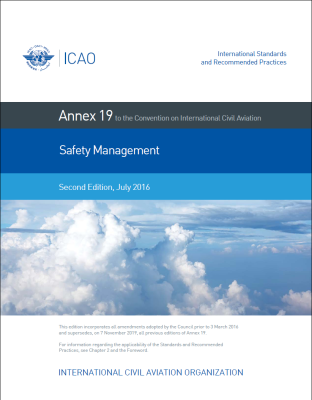 ICAO
International Standards
and Recommended Practices
Annex 19 to the Convention on International Civil Aviation
Safety Management
Second Edition, July 2016
This edition incorporates all amendments adopted by the Council prior to 3 March 2016
and supersedes, on 7 November 2019, all previous editions of Annex 19.
For information regarding the applicability of the Standards and Recommended
Practices, see Chapter 2 and the Foreword.
INTERNATIONAL CIVIL AVIATION ORGANIZATION